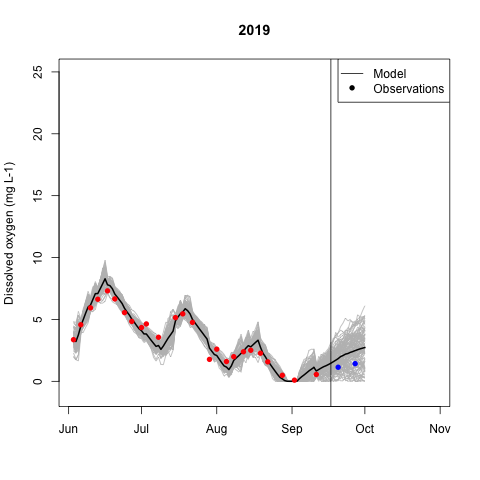 2019
Dissolved oxygen (mg L-1)
25
20
15
10
5
0
Jun Jul Aug Sep Oct Nov
Model
Observations